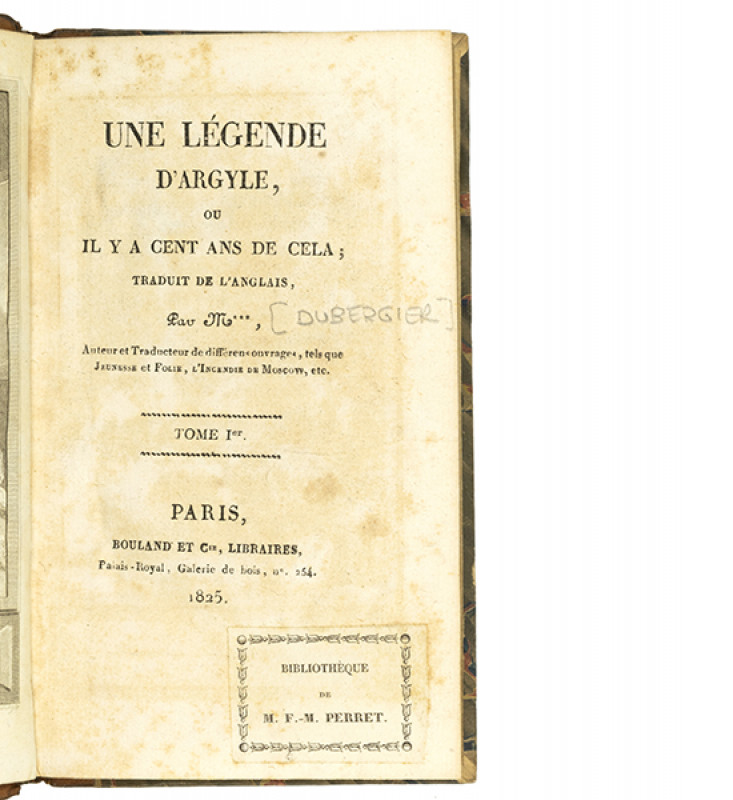 UNE LÉGENDE
D'ARGYLE,
OU
IL Y A CENT ANS DE CELA;
TRADUIT DE L'ANGLAIS,
Par M***, [DUBERGIER]
Auteur et Traducteur de différens ouvrages, tels que
JEUNESSE et FOLIE, L'INCENDIE DE MOSCOW, etc.
TOME Ier.
PARIS,
BOULAND ET Cie, LIBRAIRES,
Palais-Royal, Galerie de bois, n°. 254.
1825.
BIBLIOTHÈQUE
DE
M. F.-M. PERRET.